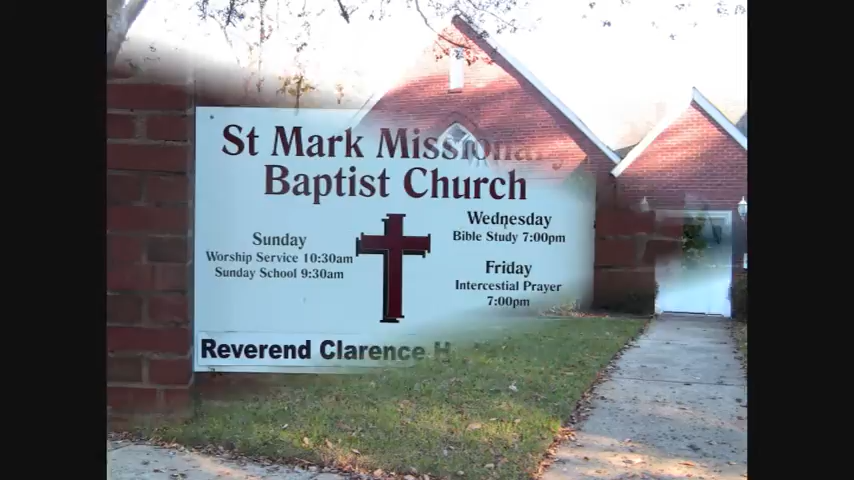 St Mark Missionary
Baptist Church
Sunday
Worship Service 10:30am
Sunday School 9:30am
Wednesday
Bible Study 7:00pm
Friday
Intercestial Prayer
7:00pm
Reverend Clarence H